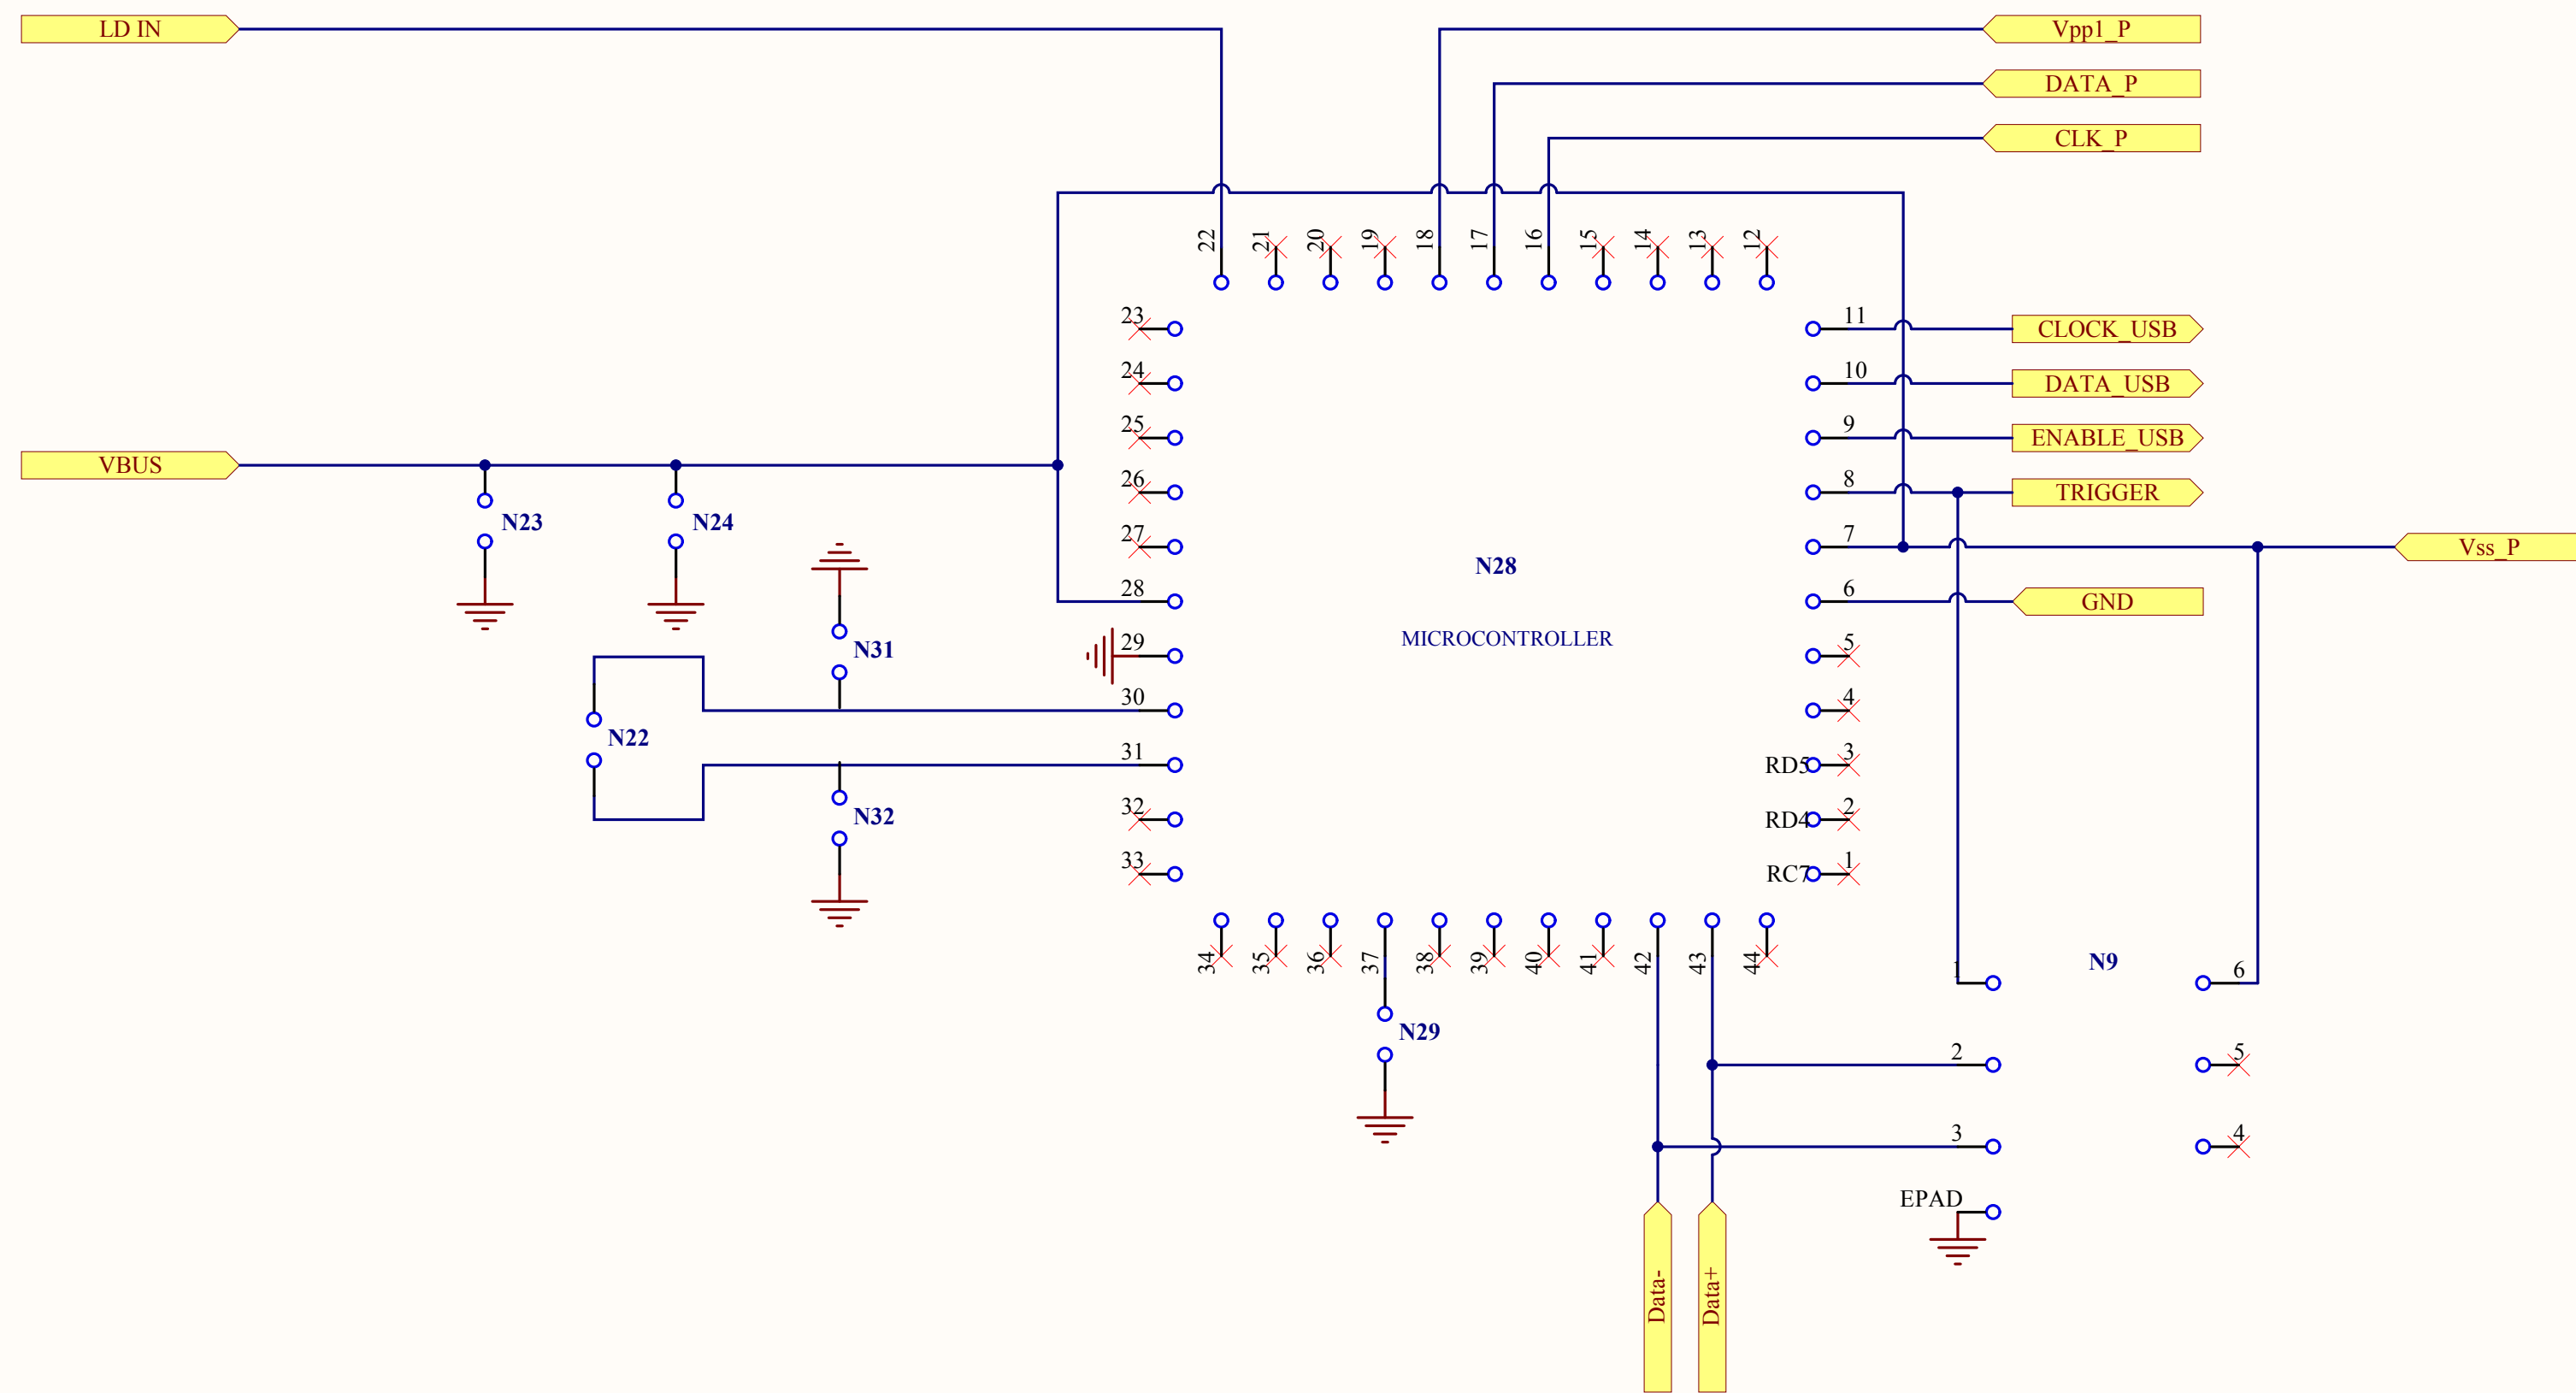 LD IN
Vpp1_P
DATA_P
CLK_P
22
21
20
19
18
17
16
15
14
13
12
23
11
CLOCK_USB
24
10
DATA_USB
25
9
ENABLE_USB
VBUS
26
8
TRIGGER
N23
N24
27
7
Vss_P
N28
28
6
GND
MICROCONTROLLER
N31
29
5
30
4
N22
31
RD5
3
N32
32
RD4
2
33
RC7
1
34
35
36
37
38
39
40
41
42
43
44
N9
1
6
N29
2
5
3
4
EPAD
Data-
Data+